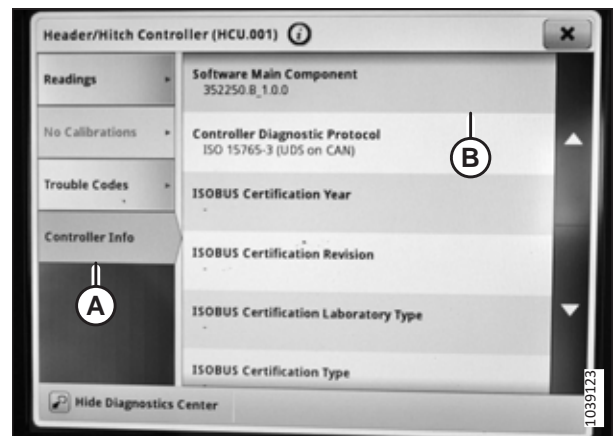 Header/Hitch Controller (HCU.001)
Readings
No Calibrations
Trouble Codes
Controller Info
A
Software Main Component
352250.B_1.0.0
B
Controller Diagnostic Protocol
ISO 15765-3 (UDS on CAN)
ISOBUS Certification Year
-
ISOBUS Certification Revision
-
ISOBUS Certification Laboratory Type
-
ISOBUS Certification Type
Hide Diagnostics Center
1039123